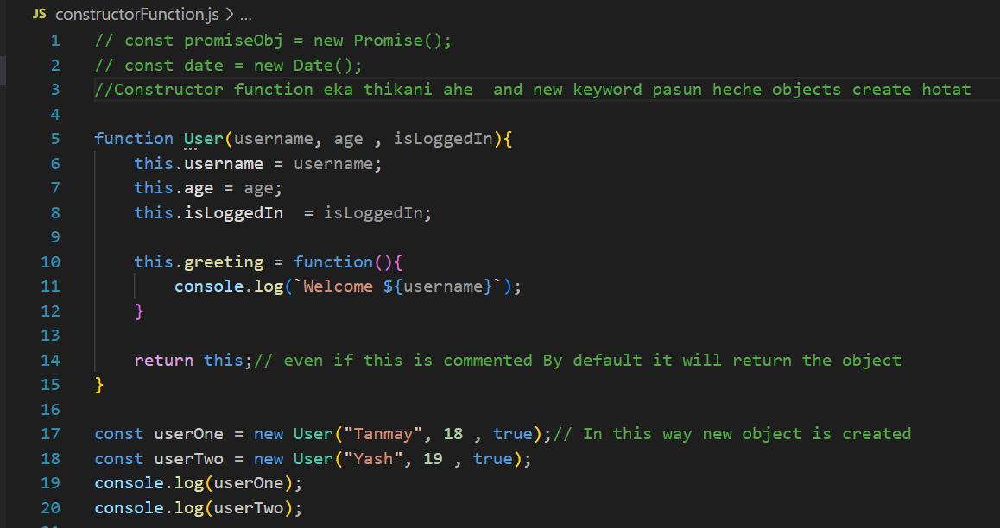 JS constructorFunction.js > ...
1 // const promiseObj = new Promise();
2 // const date = new Date();
3 //Constructor function eka thikani ahe  and new keyword pasun heche objects create hotat
4
5 function User(username, age , isLoggedIn){
6     this.username = username;
7     this.age = age;
8     this.isLoggedIn  = isLoggedIn;
9
10     this.greeting = function(){
11         console.log(`Welcome ${username}`);
12     }
13
14     return this;// even if this is commented By default it will return the object
15 }
16
17 const userOne = new User("Tanmay", 18 , true);// In this way new object is created
18 const userTwo = new User("Yash", 19 , true);
19 console.log(userOne);
20 console.log(userTwo);